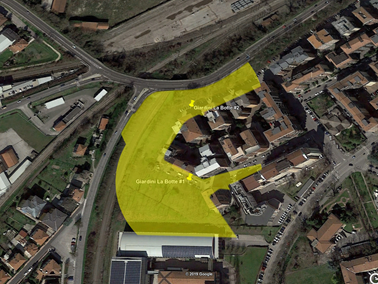 Giardini La Botte #2
Giardini La Botte #1
© 2019 Google
G